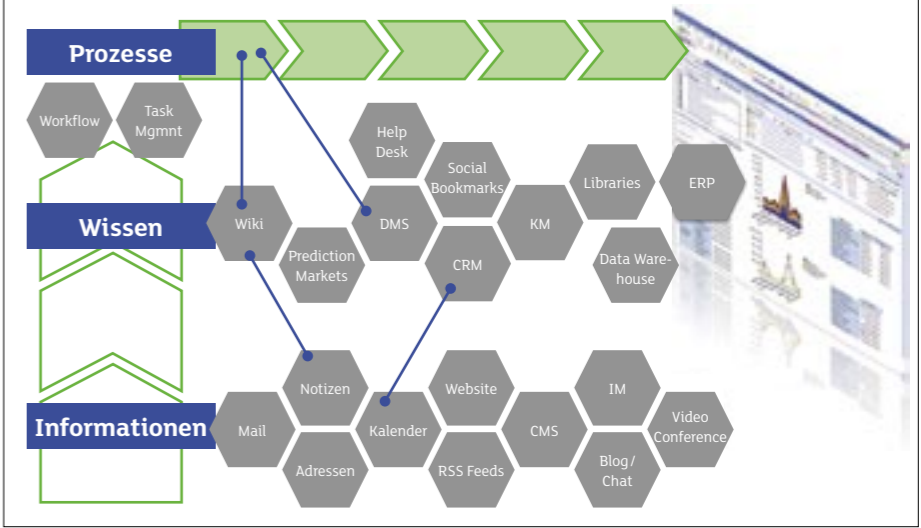 Prozesse
Workflow
Task
Mgmnt
Help
Desk
Social
Bookmarks
Libraries
ERP
Wissen
Wiki
DMS
KM
Prediction
Markets
CRM
Data Ware-
house
Notizen
Website
IM
Informationen
Mail
Kalender
CMS
Video
Conference
Adressen
RSS Feeds
Blog /
Chat